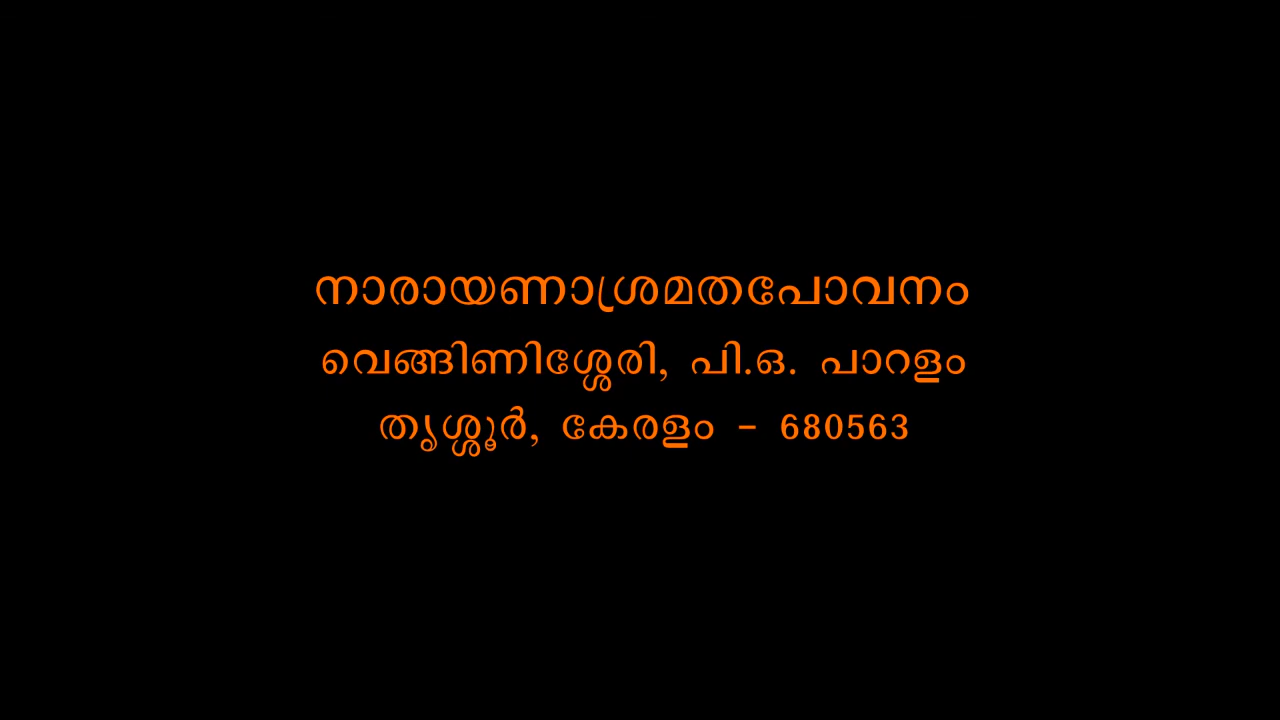 നാരായണാശ്രമതപോവനം
വെങ്ങിണിശ്ശേരി, പി.ഒ. പാറളം
തൃശ്ശൂർ, കേരളം - 680563